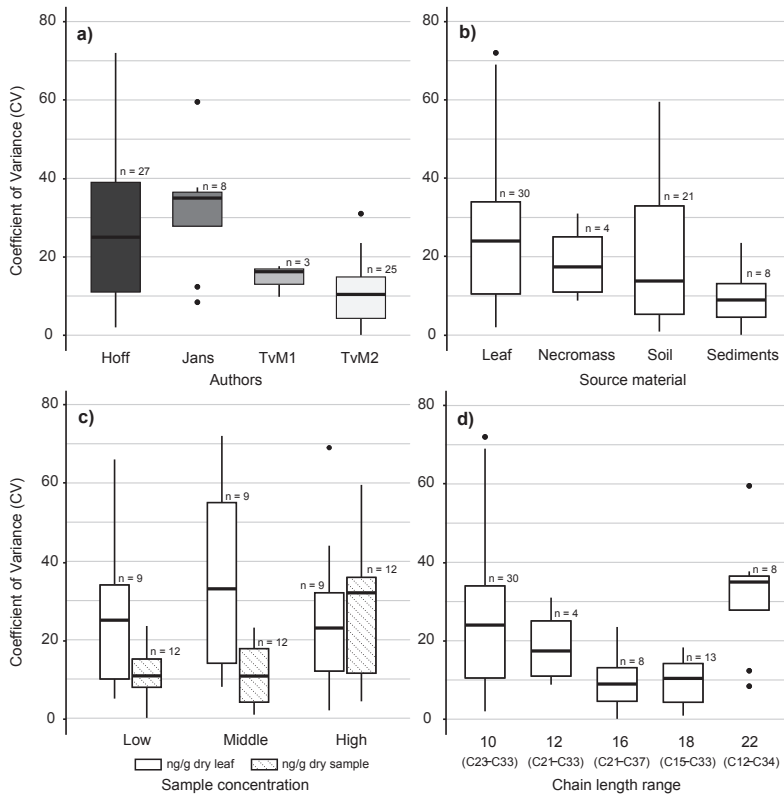 a)
Coefficient of Variance (CV)
80
60
40
20
0
n = 27
n = 8
n = 3
n = 25
Hoff Jans TvM1 TvM2
Authors
b)
80
60
40
20
0
n = 30
n = 4
n = 21
n = 8
Leaf Necromass Soil Sediments
Source material
c)
Coefficient of Variance (CV)
80
60
40
20
0
n = 9
n = 12
n = 9
n = 12
n = 9
n = 12
Low Middle High
ng/g dry leaf ng/g dry sample
Sample concentration
d)
80
60
40
20
0
n = 30
n = 4
n = 8
n = 13
n = 8
10 12 16 18 22
(C23-C33) (C21-C33) (C21-C37) (C15-C33) (C12-C34)
Chain length range